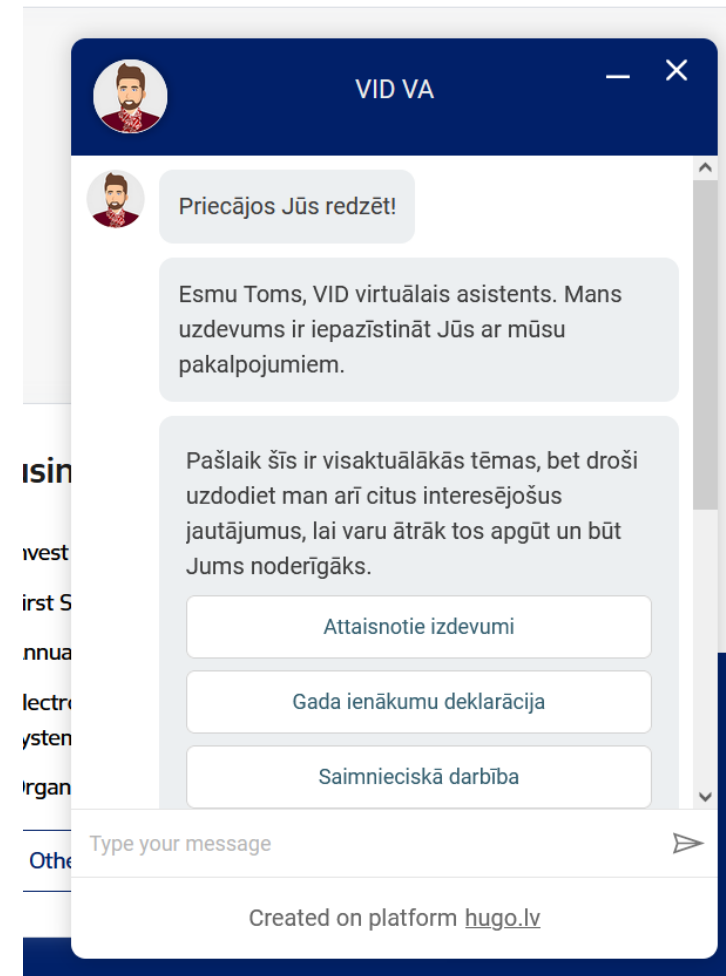 VID VA
Priecājos Jūs redzēt!
Esmu Toms, VID virtuālais asistents. Mans
uzdevums ir iepazīstināt Jūs ar mūsu
pakalpojumiem.
Pašlaik šīs ir visaktuālākās tēmas, bet droši
uzdodiet man arī citus interesējošus
jautājumus, lai varu ātrāk tos apgūt un būt
Jums noderīgāks.
Attaisnotie izdevumi
Gada ienākumu deklarācija
Saimnieciskā darbība
Type your message
Created on platform hugo.lv